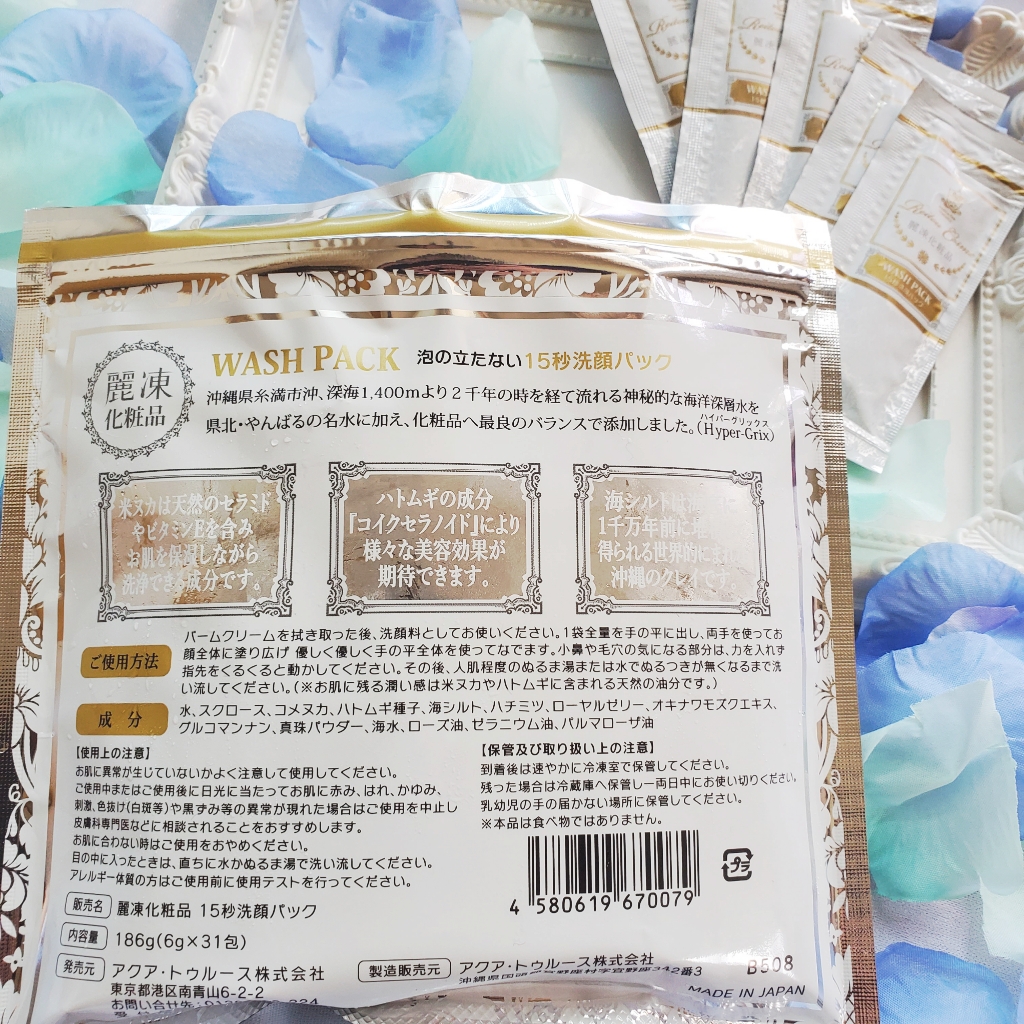 WASH PACK
WASH PACK
麗凍化粧品
WASH PACK 泡の立たない15秒洗顔パック
沖縄県糸満市沖、深海1,400mより2千年の時を経て流れる神秘的な海洋深層水を
県北・やんばるの名水に加え、化粧品へ最良のバランスで添加しました。(Hyper-Grix)
ハイパーグリックス
麗凍
化粧品
米ヌカは天然のセラミド
やビタミンEを含み
お肌を保湿しながら
洗浄できる成分です。
ハトムギの成分
『コイクセラノイド』により
様々な美容効果が
期待できます。
海シルトは
1千万年前に
得られる世界的に
沖縄のクレイです。
ご使用方法
バームクリームを拭き取った後、洗顔料としてお使いください。1袋全量を手の平に出し、両手を使ってお
顔全体に塗り広げ 優しく優しく手の平全体を使ってなでます。小鼻や毛穴の気になる部分は、力を入れず
指先をくるくると動かしてください。その後、人肌程度のぬるま湯または水でぬるつきが無くなるまで洗
い流してください。(※お肌に残る潤い感は米ヌカやハトムギに含まれる天然の油分です。)
成 分
水、スクロース、コメヌカ、ハトムギ種子、海シルト、ハチミツ、ローヤルゼリー、オキナワモズクエキス、
グルコマンナン、真珠パウダー、海水、ローズ油、ゼラニウム油、パルマローザ油
【使用上の注意】
お肌に異常が生じていないかよく注意して使用してください。
ご使用中またはご使用後に日光に当たってお肌に赤み、はれ、かゆみ、
刺激、色抜け(白斑等)や黒ずみ等の異常が現れた場合はご使用を中止し
皮膚科専門医などに相談されることをおすすめします。
お肌に合わない時はご使用をおやめください。
目の中に入ったときは、直ちに水かぬるま湯で洗い流してください。
アレルギー体質の方はご使用前に使用テストを行ってください。
【保管及び取り扱い上の注意】
到着後は速やかに冷凍室で保管してください。
残った場合は冷蔵庫へ保管し一両日中にお使い切りください。
乳幼児の手の届かない場所に保管してください。
※本品は食べ物ではありません。
4 580619 670079
プラ
販売名 麗凍化粧品 15秒洗顔パック
内容量 186g(6g×31包)
発売元 アクア・トゥルース株式会社
東京都港区南青山6-2-2
お問い合せ先:
製造販売元 アクア・トゥルース株式会社
沖縄県国頭郡宜野座村字宜野座342番3
B508
MADE IN JAPAN